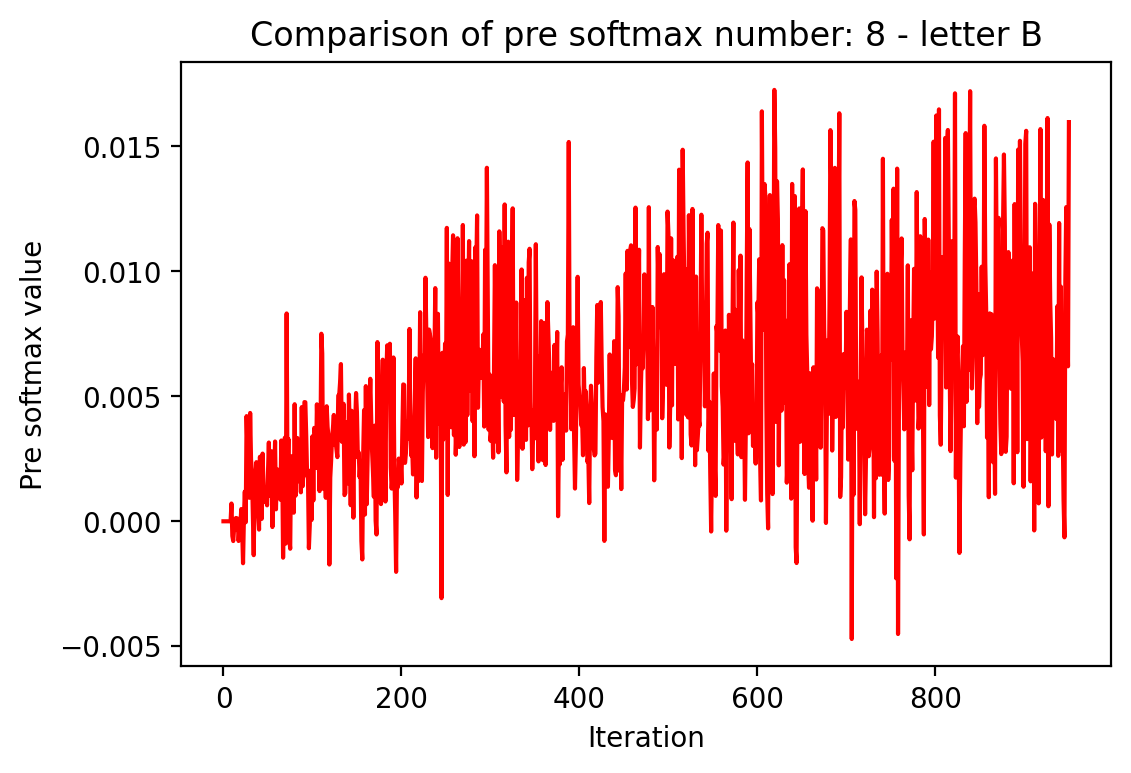 Comparison of pre softmax number: 8 - letter B
Pre softmax value
0.015
0.010
0.005
0.000
−0.005
0 200 400 600 800
Iteration